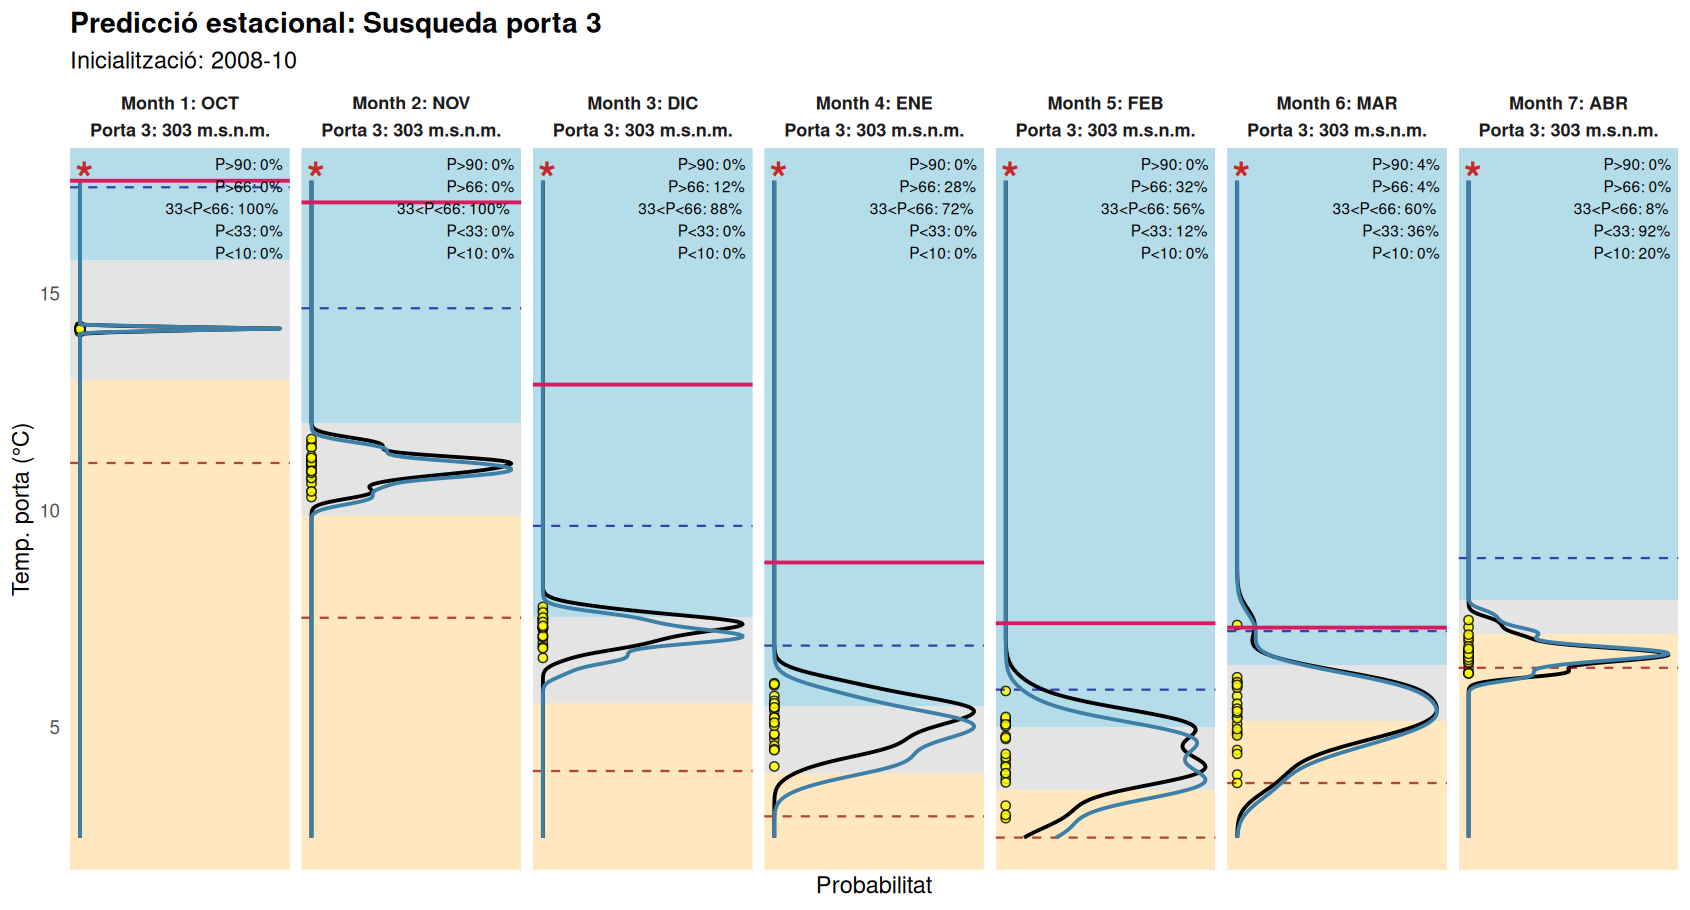 Predicció estacional: Susqueda porta 3
Inicialització: 2008-10
Month 1: OCT
Porta 3: 303 m.s.n.m.
Month 2: NOV
Porta 3: 303 m.s.n.m.
Month 3: DIC
Porta 3: 303 m.s.n.m.
Month 4: ENE
Porta 3: 303 m.s.n.m.
Month 5: FEB
Porta 3: 303 m.s.n.m.
Month 6: MAR
Porta 3: 303 m.s.n.m.
Month 7: ABR
Porta 3: 303 m.s.n.m.
*
P>90: 0%
P>66: 0%
33<P<66: 100%
P<33: 0%
P<10: 0%
*
P>90: 0%
P>66: 0%
33<P<66: 100%
P<33: 0%
P<10: 0%
*
P>90: 0%
P>66: 12%
33<P<66: 88%
P<33: 0%
P<10: 0%
*
P>90: 0%
P>66: 28%
33<P<66: 72%
P<33: 0%
P<10: 0%
*
P>90: 0%
P>66: 32%
33<P<66: 56%
P<33: 12%
P<10: 0%
*
P>90: 4%
P>66: 4%
33<P<66: 60%
P<33: 36%
P<10: 0%
*
P>90: 0%
P>66: 0%
33<P<66: 8%
P<33: 92%
P<10: 20%
15
10
5
Temp. porta (°C)
Probabilitat